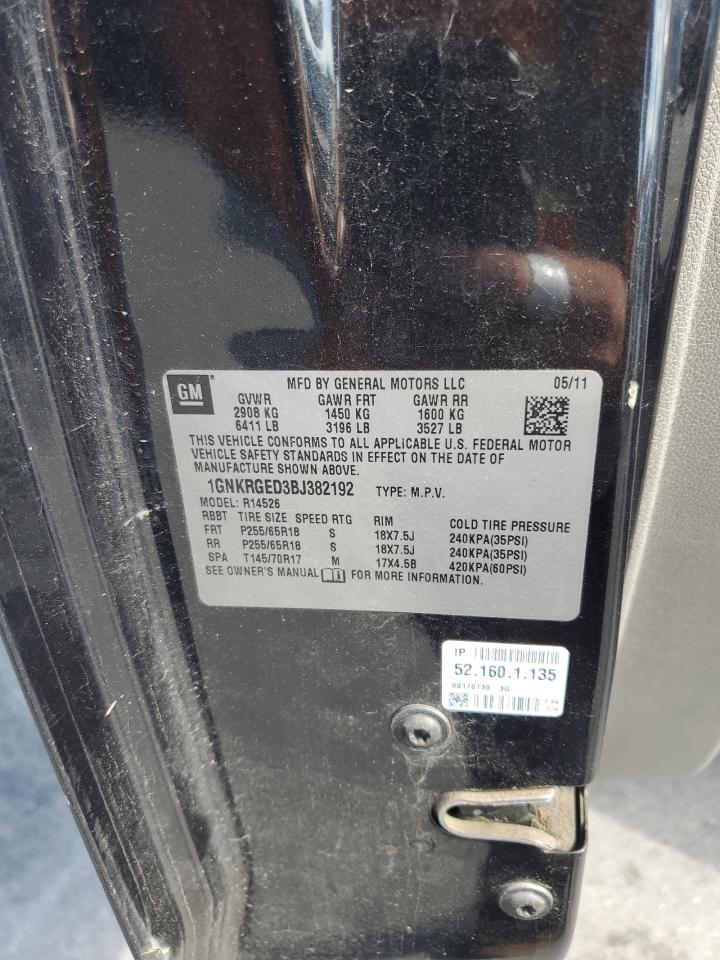 GM
MFD BY GENERAL MOTORS LLC 05/11
GVWR GAWR FRT GAWR RR
2908 KG 1450 KG 1600 KG
6411 LB 3196 LB 3527 LB
THIS VEHICLE CONFORMS TO ALL APPLICABLE U.S. FEDERAL MOTOR
VEHICLE SAFETY STANDARDS IN EFFECT ON THE DATE OF
MANUFACTURE SHOWN ABOVE.
1GNKRGED3BJ382192 TYPE: M.P.V.
MODEL: R14526
RBBT TIRE SIZE SPEED RTG RIM COLD TIRE PRESSURE
FRT P255/65R18 S 18X7.5J 240KPA(35PSI)
RR P255/65R18 S 18X7.5J 240KPA(35PSI)
SPA T145/70R17 M 17X4.5B 420KPA(60PSI)
SEE OWNER'S MANUAL FOR MORE INFORMATION.
IP
52.160.1.135
00170730 3G